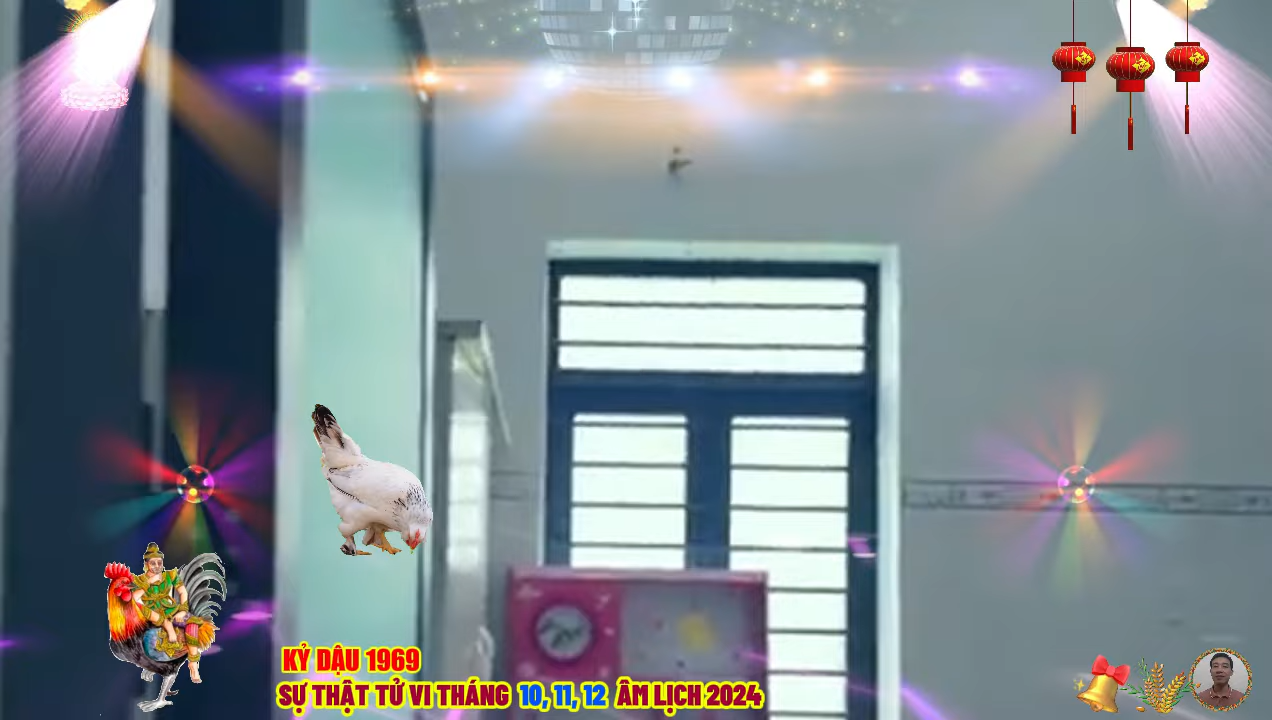 KỶ DẬU 1969
SỰ THẬT TỬ VI THÁNG 10, 11, 12 ÂM LỊCH 2024